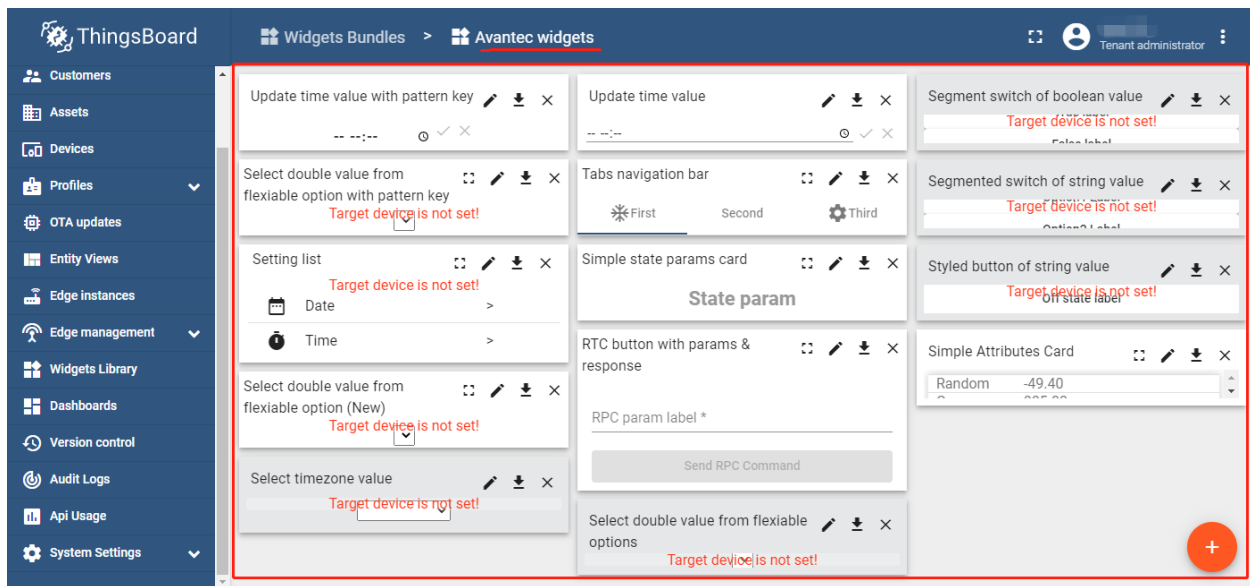 ThingsBoard
Widgets Bundles > Avantec widgets
Tenant administrator
Customers
Assets
Devices
Profiles
OTA updates
Entity Views
Edge instances
Edge management
Widgets Library
Dashboards
Version control
Audit Logs
Api Usage
System Settings
Update time value with pattern key
-- --:--
Select double value from
flexiable option with pattern key
Target device is not set!
Setting list
Target device is not set!
Date >
Time >
Select double value from
flexiable option (New)
Target device is not set!
Select timezone value
Target device is not set!
Update time value
-- --:--
Tabs navigation bar
First Second Third
Simple state params card
State param
RTC button with params &
response
RPC param label *
Send RPC Command
Select double value from flexiable
options
Target device is not set!
Segment switch of boolean value
Target device is not set!
False label
Segmented switch of string value
Target device is not set!
Option2 Label
Styled button of string value
Target device is not set!
Off state label
Simple Attributes Card
Random -49.40
+